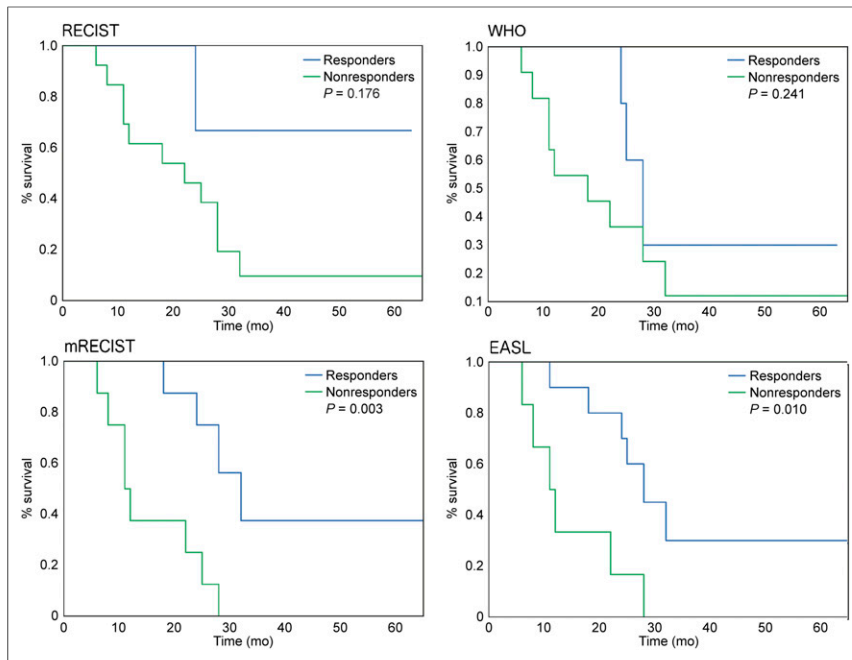 RECIST
1.0
0.8
0.6
0.4
0.2
0
% survival
Responders
Nonresponders
P = 0.176
0 10 20 30 40 50 60
Time (mo)
WHO
1.0
0.9
0.8
0.7
0.6
0.5
0.4
0.3
0.2
0.1
% survival
Responders
Nonresponders
P = 0.241
0 10 20 30 40 50 60
Time (mo)
mRECIST
1.0
0.8
0.6
0.4
0.2
0
% survival
Responders
Nonresponders
P = 0.003
0 10 20 30 40 50 60
Time (mo)
EASL
1.0
0.8
0.6
0.4
0.2
0
% survival
Responders
Nonresponders
P = 0.010
0 10 20 30 40 50 60
Time (mo)